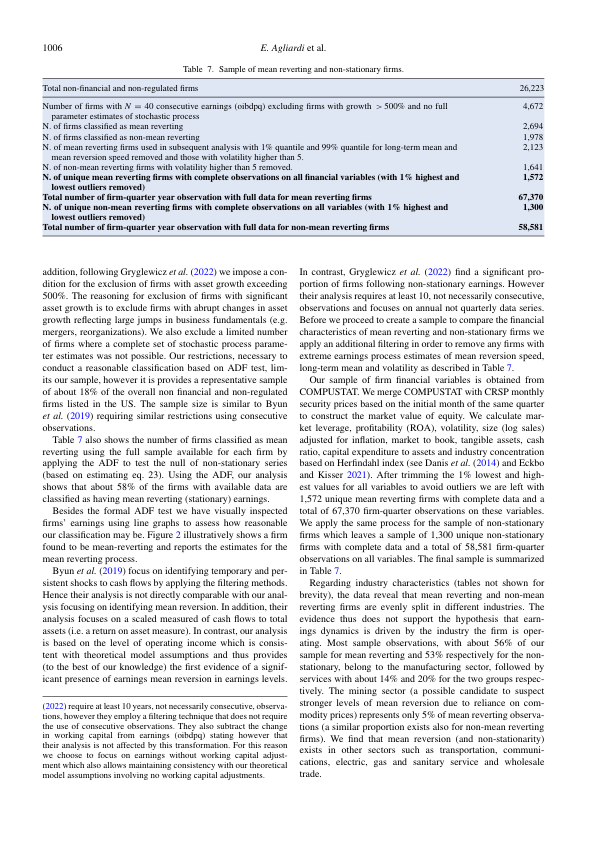 1006
E. Agliardi et al.
Table 7. Sample of mean reverting and non-stationary firms.
Total non-financial and non-regulated firms 26,223
Number of firms with N = 40 consecutive earnings (oibdpq) excluding firms with growth > 500% and no full 4,672
parameter estimates of stochastic process
N. of firms classified as mean reverting 2,694
N. of firms classified as non-mean reverting 1,978
N. of mean reverting firms used in subsequent analysis with 1% quantile and 99% quantile for long-term mean and 2,123
mean reversion speed removed and those with volatility higher than 5.
N. of non-mean reverting firms with volatility higher than 5 removed. 1,641
N. of unique mean reverting firms with complete observations on all financial variables (with 1% highest and 1,572
lowest outliers removed)
Total number of firm-quarter year observation with full data for mean reverting firms 67,370
N. of unique non-mean reverting firms with complete observations on all variables (with 1% highest and 1,300
lowest outliers removed)
Total number of firm-quarter year observation with full data for non-mean reverting firms 58,581
addition, following Gryglewicz et al. (2022) we impose a con-
dition for the exclusion of firms with asset growth exceeding
500%. The reasoning for exclusion of firms with significant
asset growth is to exclude firms with abrupt changes in asset
growth reflecting large jumps in business fundamentals (e.g.
mergers, reorganizations). We also exclude a limited number
of firms where a complete set of stochastic process parame-
ter estimates was not possible. Our restrictions, necessary to
conduct a reasonable classification based on ADF test, lim-
its our sample, however it is provides a representative sample
of about 18% of the overall non financial and non-regulated
firms listed in the US. The sample size is similar to Byun
et al. (2019) requiring similar restrictions using consecutive
observations.
Table 7 also shows the number of firms classified as mean
reverting using the full sample available for each firm by
applying the ADF to test the null of non-stationary series
(based on estimating eq. 23). Using the ADF, our analysis
shows that about 58% of the firms with available data are
classified as having mean reverting (stationary) earnings.
Besides the formal ADF test we have visually inspected
firms' earnings using line graphs to assess how reasonable
our classification may be. Figure 2 illustratively shows a firm
found to be mean-reverting and reports the estimates for the
mean reverting process.
Byun et al. (2019) focus on identifying temporary and per-
sistent shocks to cash flows by applying the filtering methods.
Hence their analysis is not directly comparable with our anal-
ysis focusing on identifying mean reversion. In addition, their
analysis focuses on a scaled measured of cash flows to total
assets (i.e. a return on asset measure). In contrast, our analysis
is based on the level of operating income which is consis-
tent with theoretical model assumptions and thus provides
(to the best of our knowledge) the first evidence of a signif-
icant presence of earnings mean reversion in earnings levels.
(2022) require at least 10 years, not necessarily consecutive, observa-
tions, however they employ a filtering technique that does not require
the use of consecutive observations. They also subtract the change
in working capital from earnings (oibdpq) stating however that
their analysis is not affected by this transformation. For this reason
we choose to focus on earnings without working capital adjust-
ment which also allows maintaining consistency with our theoretical
model assumptions involving no working capital adjustments.
In contrast, Gryglewicz et al. (2022) find a significant pro-
portion of firms following non-stationary earnings. However
their analysis requires at least 10, not necessarily consecutive,
observations and focuses on annual not quarterly data series.
Before we proceed to create a sample to compare the financial
characteristics of mean reverting and non-stationary firms we
apply an additional filtering in order to remove any firms with
extreme earnings process estimates of mean reversion speed,
long-term mean and volatility as described in Table 7.
Our sample of firm financial variables is obtained from
COMPUSTAT. We merge COMPUSTAT with CRSP monthly
security prices based on the initial month of the same quarter
to construct the market value of equity. We calculate mar-
ket leverage, profitability (ROA), volatility, size (log sales)
adjusted for inflation, market to book, tangible assets, cash
ratio, capital expenditure to assets and industry concentration
based on Herfindahl index (see Danis et al. (2014) and Eckbo
and Kisser 2021). After trimming the 1% lowest and high-
est values for all variables to avoid outliers we are left with
1,572 unique mean reverting firms with complete data and a
total of 67,370 firm-quarter observations on these variables.
We apply the same process for the sample of non-stationary
firms which leaves a sample of 1,300 unique non-stationary
firms with complete data and a total of 58,581 firm-quarter
observations on all variables. The final sample is summarized
in Table 7.
Regarding industry characteristics (tables not shown for
brevity), the data reveal that mean reverting and non-mean
reverting firms are evenly split in different industries. The
evidence thus does not support the hypothesis that earn-
ings dynamics is driven by the industry the firm is oper-
ating. Most sample observations, with about 56% of our
sample for mean reverting and 53% respectively for the non-
stationary, belong to the manufacturing sector, followed by
services with about 14% and 20% for the two groups respec-
tively. The mining sector (a possible candidate to suspect
stronger levels of mean reversion due to reliance on com-
modity prices) represents only 5% of mean reverting observa-
tions (a similar proportion exists also for non-mean reverting
firms). We find that mean reversion (and non-stationarity)
exists in other sectors such as transportation, communi-
cations, electric, gas and sanitary service and wholesale
trade.